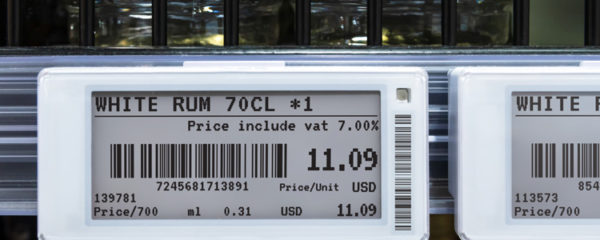 WHITE RUM 70CL *1
Price include vat 7.00%
11.09
7245681713891 Price/Unit USD
139781
Price/700 ml 0.31 USD 11.09
WHITE
113573
Price/700